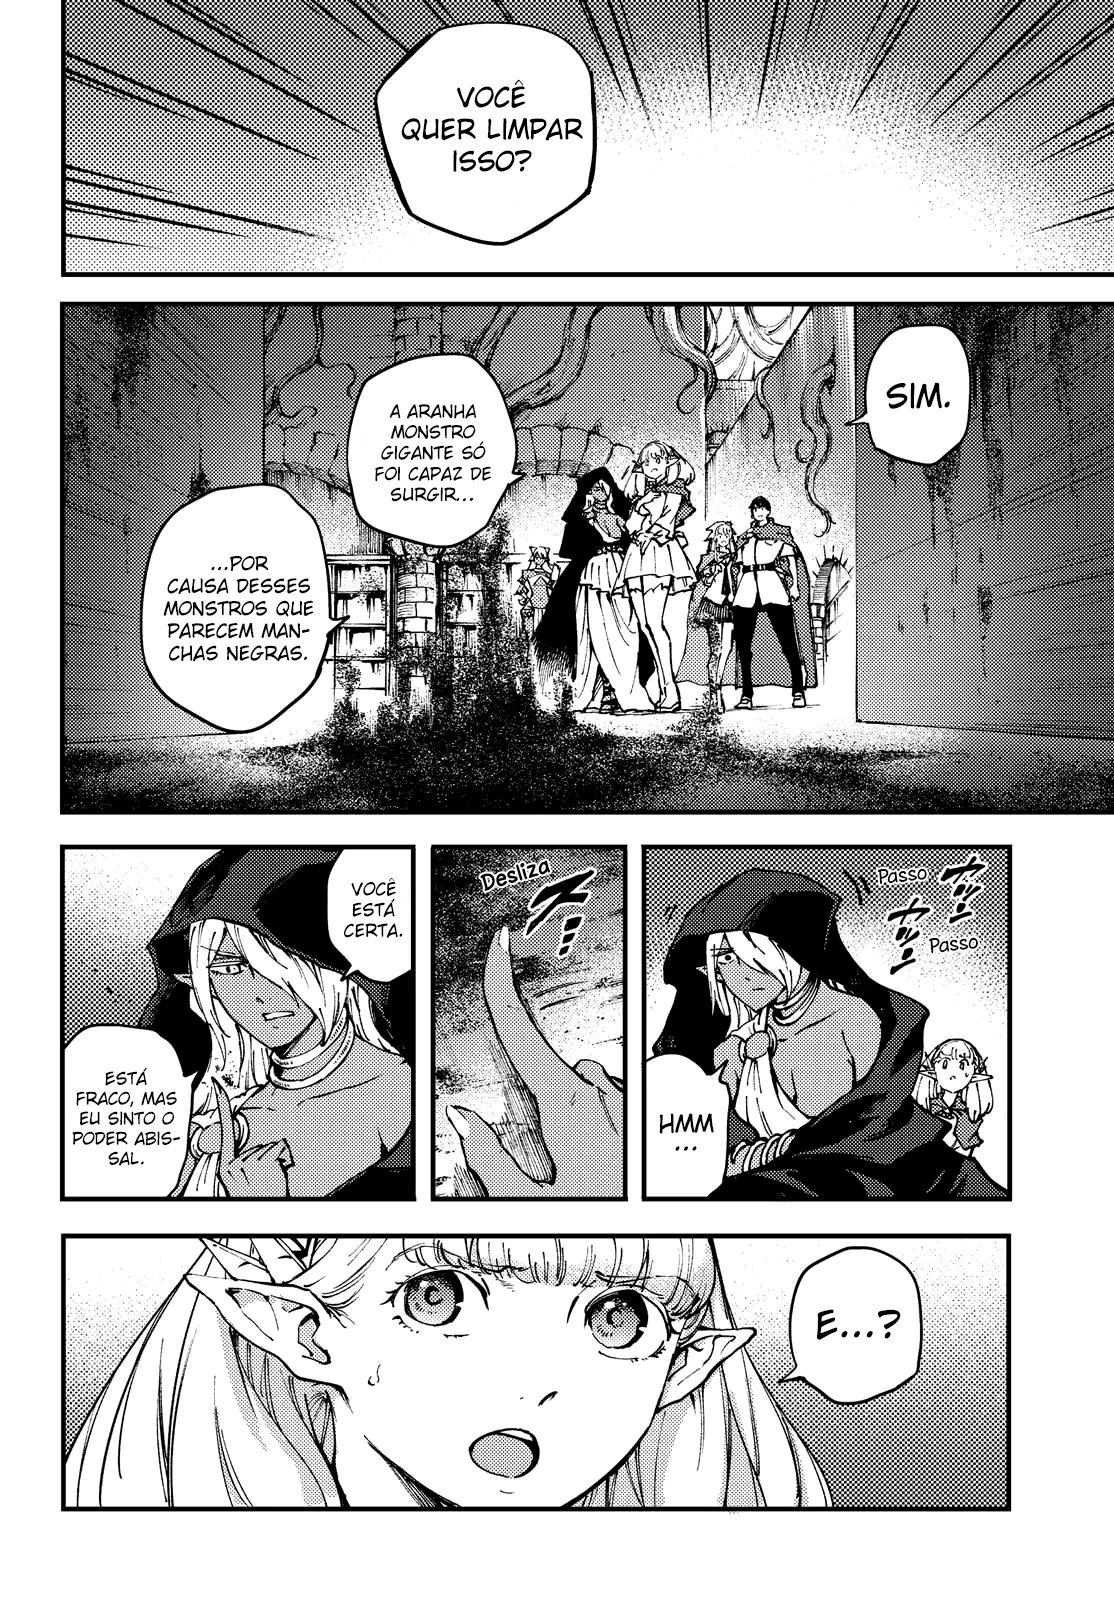 VOCÊ
QUER LIMPAR
ISSO?
SIM.
A ARANHA
MONSTRO
GIGANTE SÓ
FOI CAPAZ DE
SURGIR...
...POR
CAUSA DESSES
MONSTROS QUE
PARECEM MAN-
CHAS NEGRAS.
Passo
Passo
HMM
...
Desliza
VOCÊ
ESTÁ
CERTA.
ESTÁ
FRACO, MAS
EU SINTO O
PODER ABIS-
SAL.
E...?